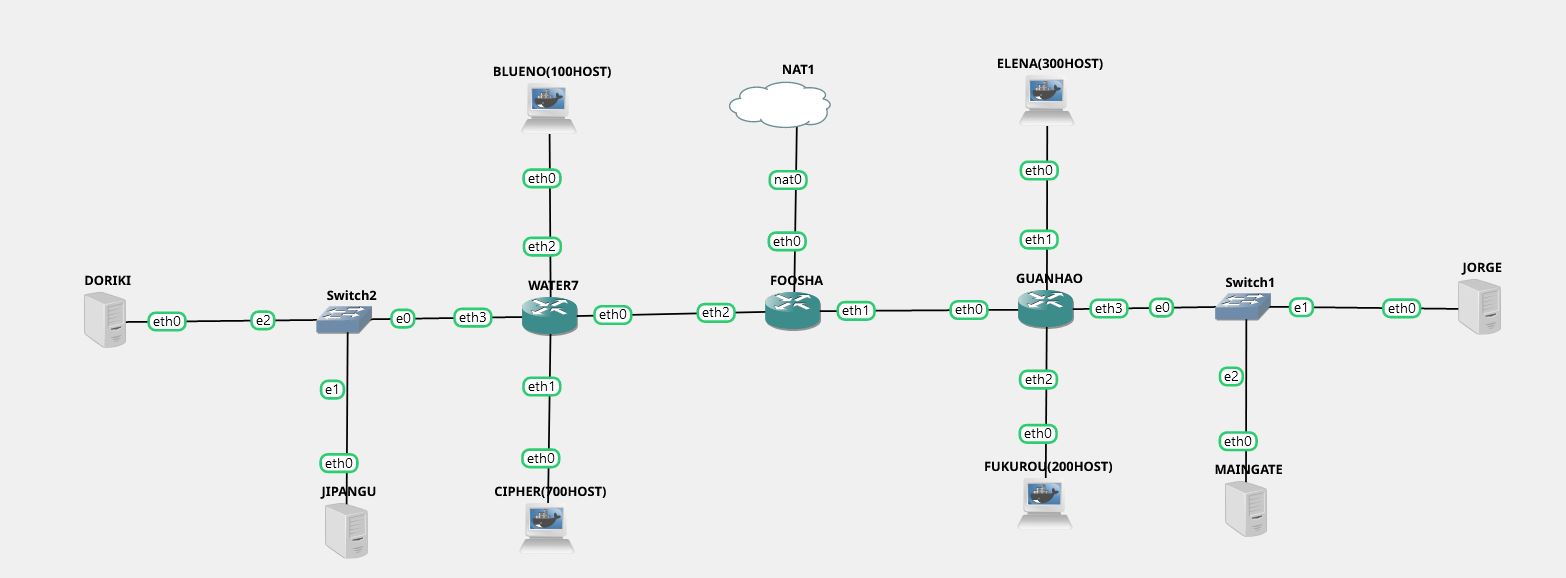 BLUENO(100HOST)
NAT1
ELENA(300HOST)
eth0
nat0
eth0
eth2
eth0
eth1
DORIKI
Switch2
WATER7
FOOSHA
GUANHAO
Switch1
JORGE
eth0
e2
e0
eth3
eth0
eth2
eth1
eth0
eth3
e0
e1
eth0
e1
eth1
eth2
e2
eth0
eth0
eth0
eth0
JIPANGU
CIPHER(700HOST)
FUKUROU(200HOST)
MAINGATE